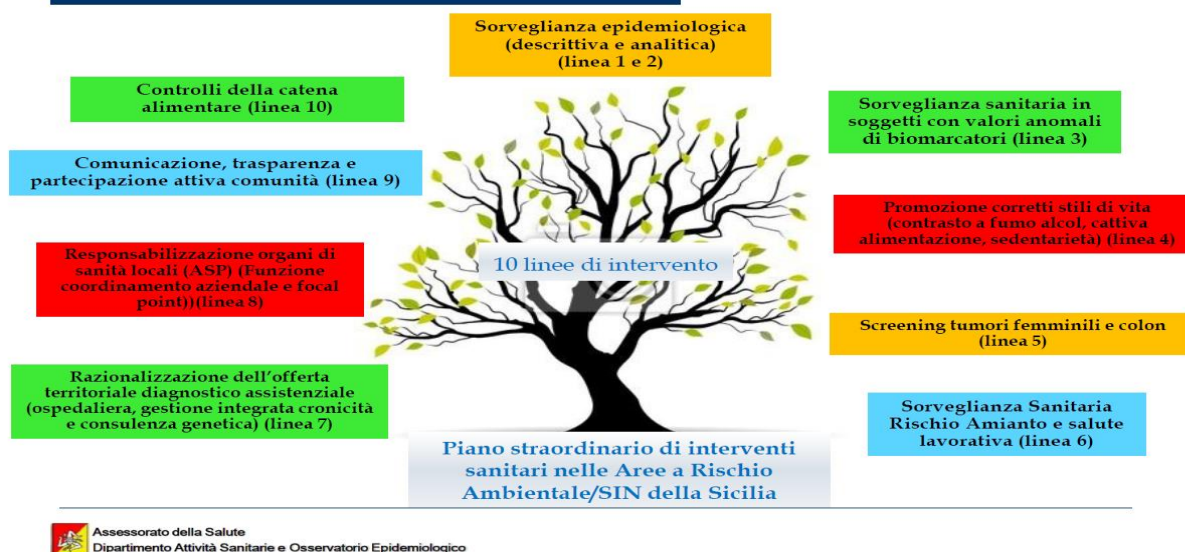 Sorveglianza epidemiologica
(descrittiva e analitica)
(linea 1 e 2)
Controlli della catena
alimentare (linea 10)
Sorveglianza sanitaria in
soggetti con valori anomali
di biomarcatori (linea 3)
Comunicazione, trasparenza e
partecipazione attiva comunità (linea 9)
Promozione corretti stili di vita
(contrasto a fumo alcol, cattiva
alimentazione, sedentarietà) (linea 4)
Responsabilizzazione organi di
sanità locali (ASP) (Funzione
coordinamento aziendale e focal
point))(linea 8)
10 linee di intervento
Screening tumori femminili e colon
(linea 5)
Razionalizzazione dell'offerta
territoriale diagnostico assistenziale
(ospedaliera, gestione integrata cronicità
e consulenza genetica) (linea 7)
Sorveglianza Sanitaria
Rischio Amianto e salute
lavorativa (linea 6)
Piano straordinario di interventi
sanitari nelle Aree a Rischio
Ambientale/SIN della Sicilia
Assessorato della Salute
Dipartimento Attività Sanitarie e Osservatorio Epidemiologico